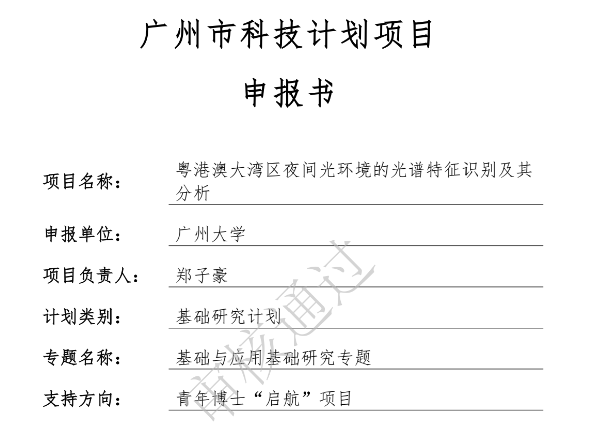 广州市科技计划项目
申报书
项目名称: 粤港澳大湾区夜间光环境的光谱特征识别及其
分析
申报单位: 广州大学
项目负责人: 郑子豪
计划类别: 基础研究计划
专题名称: 基础与应用基础研究专题
支持方向: 青年博士“启航”项目
审核通过